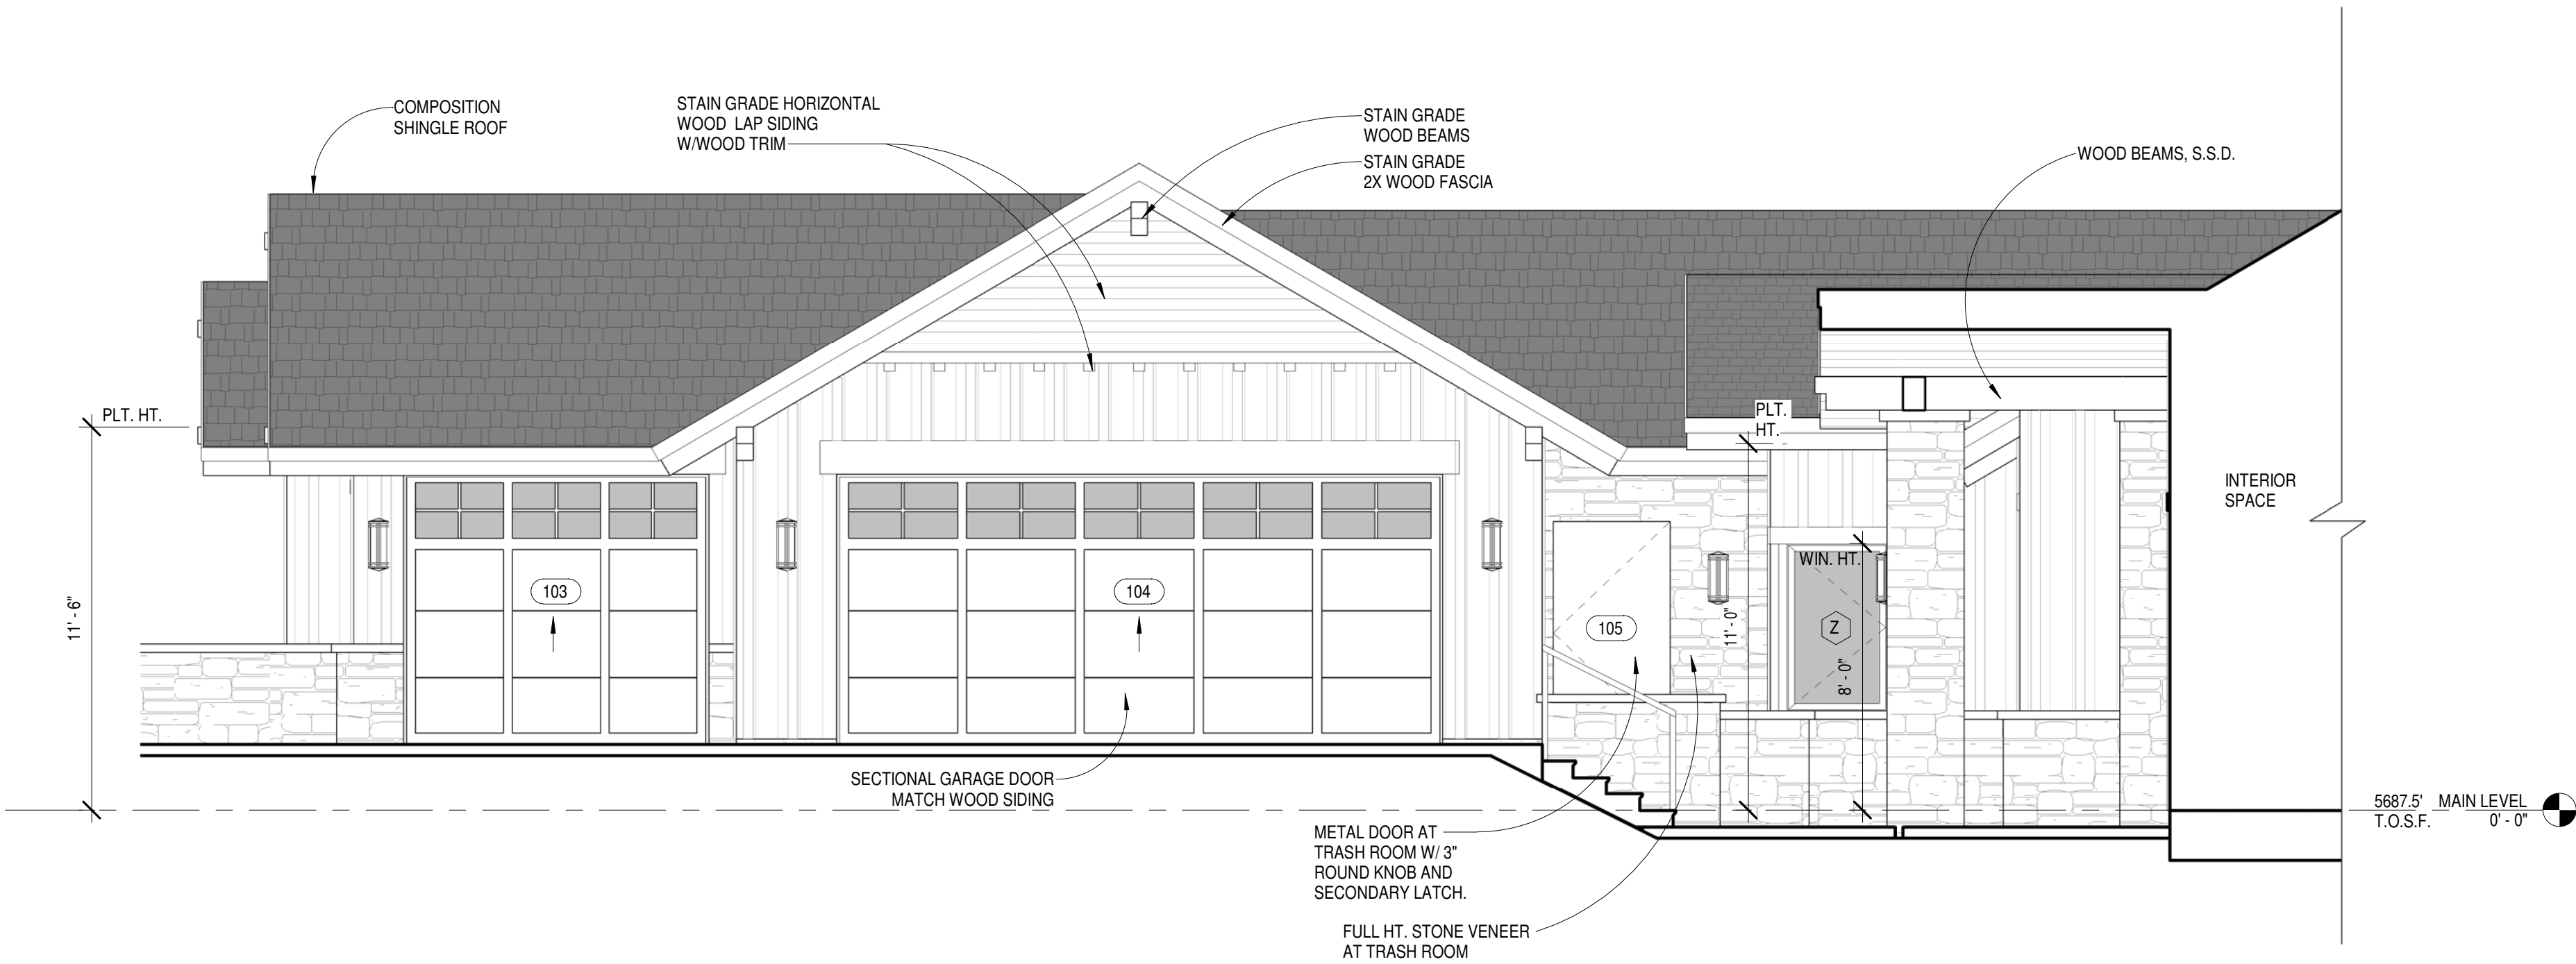 COMPOSITION
SHINGLE ROOF
STAIN GRADE HORIZONTAL
WOOD LAP SIDING
W/WOOD TRIM
STAIN GRADE
WOOD BEAMS
STAIN GRADE
2X WOOD FASCIA
WOOD BEAMS, S.S.D.
PLT. HT.
PLT.
HT.
INTERIOR
SPACE
WIN. HT.
103
104
105
Z
11' - 6"
11' - 0"
8' - 0"
SECTIONAL GARAGE DOOR
MATCH WOOD SIDING
METAL DOOR AT
TRASH ROOM W/ 3"
ROUND KNOB AND
SECONDARY LATCH.
FULL HT. STONE VENEER
AT TRASH ROOM
5687.5' MAIN LEVEL
T.O.S.F. 0' - 0"